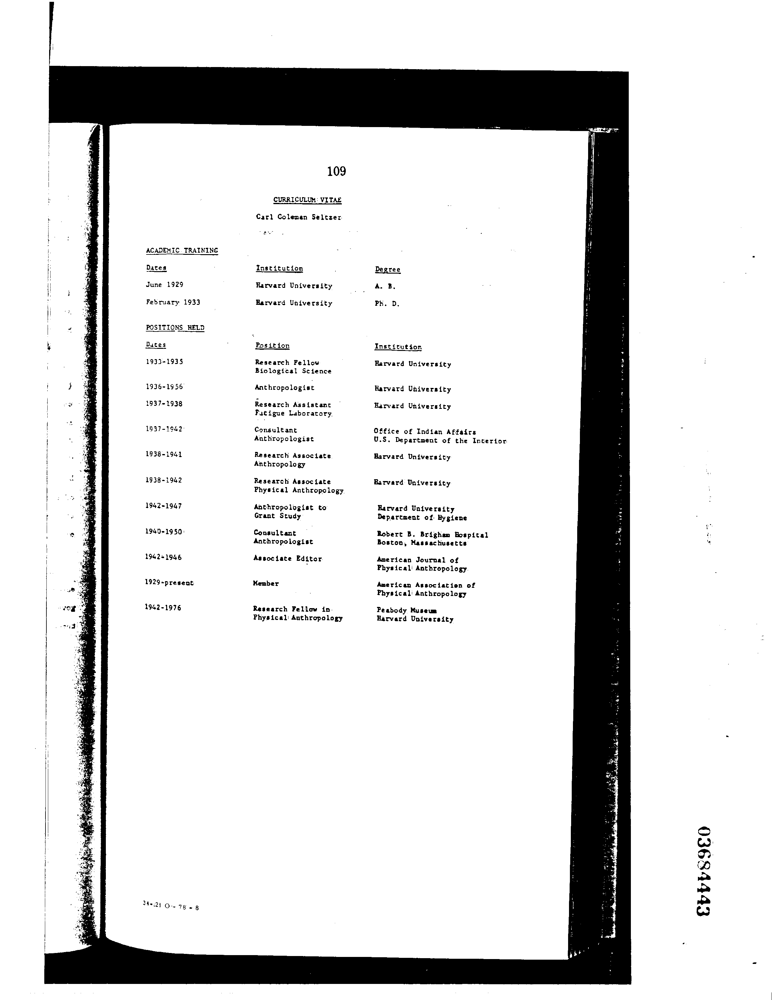 109
CURRICULUM VITAE
Carl Coleman Seltzer
ACADEMIC TRAINING
Dates Institution Degree
June 1929 Harvard University A. B.
February 1933 Harvard University Ph. D.
POSITIONS HELD
Dates Position Institution
1933-1935 Research Fellow Harvard University
Biological Science
1936-1936 Anthropologist Harvard University
1937-1938 Research Assistant Harvard University
Fatigue Laboratory
1937-1942 Consultant Office of Indian Affairs
Anthropologist U.S. Department of the Interior
1938-1941 Research Associate Harvard University
Anthropology
1938-1942 Research Associate Harvard University
Physical Anthropology
1942-1947 Anthropologist to Harvard University
Grant Study Department of Hygiene
1940-1950 Consultant Robert B. Brigham Hospital
Anthropologist Boston, Massachusetts
1942-1946 Associate Editor American Journal of
Physical Anthropology
1929-present Member American Association of
Physical Anthropology
1942-1976 Research Fellow in Peabody Museum
Physical Anthropology Harvard University
O - 78 - 8
03684443